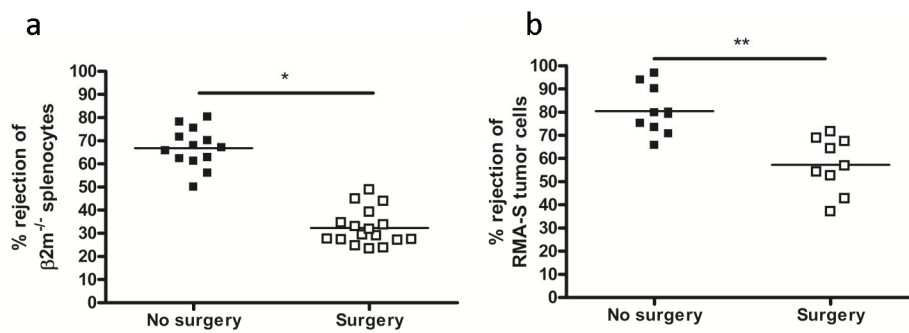 a
*
% rejection of
β2m-/- splenocytes
100
90
80
70
60
50
40
30
20
10
0
No surgery
Surgery
b
**
% rejection of
RMA-S tumor cells
100
90
80
70
60
50
40
30
20
10
0
No surgery
Surgery